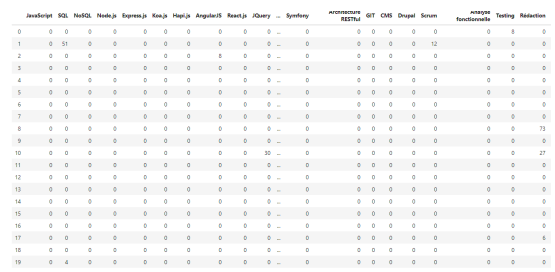 JavaScript SQL NoSQL Node.js Express.js Koa.js Hapi.js AngularJS React.js JQuery ... Symfony Architecture RESTful GIT CMS Drupal Scrum Analyse fonctionnelle Testing Rédaction
0 0 0 0 0 0 0 0 0 0 0 ... 0 0 0 0 0 0 0 8 0
1 0 51 0 0 0 0 0 0 0 0 ... 0 0 0 0 0 12 0 0 0
2 0 0 0 0 0 0 0 8 0 0 ... 0 0 0 0 0 0 0 0 0
3 0 0 0 0 0 0 0 0 0 0 ... 0 0 0 0 0 0 0 0 0
4 0 0 0 0 0 0 0 0 0 0 ... 0 0 0 0 0 0 0 0 0
5 0 0 0 0 0 0 0 0 0 0 ... 0 0 0 0 0 0 0 0 0
6 0 0 0 0 0 0 0 0 0 0 ... 0 0 0 0 0 0 0 0 0
7 0 0 0 0 0 0 0 0 0 0 ... 0 0 0 0 0 0 0 0 0
8 0 0 0 0 0 0 0 0 0 0 ... 0 0 0 0 0 0 0 0 73
9 0 0 0 0 0 0 0 0 0 0 ... 0 0 0 0 0 0 0 0 0
10 0 0 0 0 0 0 0 0 0 30 ... 0 0 0 0 0 0 0 0 27
11 0 0 0 0 0 0 0 0 0 0 ... 0 0 0 0 0 0 0 0 0
12 0 0 0 0 0 0 0 0 0 0 ... 0 0 0 0 0 0 0 0 0
13 0 0 0 0 0 0 0 0 0 0 ... 0 0 0 0 0 0 0 0 0
14 0 0 0 0 0 0 0 0 0 0 ... 0 0 0 0 0 0 0 0 0
15 0 0 0 0 0 0 0 0 0 0 ... 0 0 0 0 0 0 0 0 0
16 0 0 0 0 0 0 0 0 0 0 ... 0 0 0 0 0 0 0 0 0
17 0 0 0 0 0 0 0 0 0 0 ... 0 0 0 0 0 0 0 0 6
18 0 0 0 0 0 0 0 0 0 0 ... 0 0 0 0 0 0 0 0 0
19 0 4 0 0 0 0 0 0 0 0 ... 0 0 0 0 0 0 0 0 0